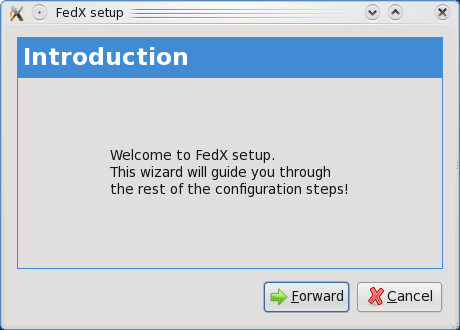 FedX setup
Introduction
Welcome to FedX setup.
This wizard will guide you through
the rest of the configuration steps!
Forward
Cancel